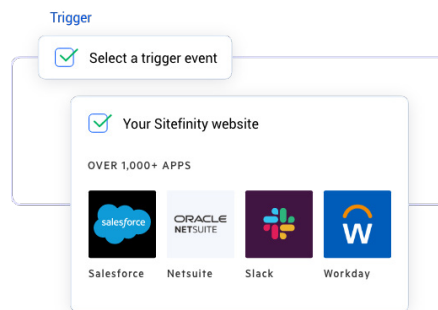 Trigger
Select a trigger event
Your Sitefinity website
OVER 1,000+ APPS
salesforce
ORACLE
NETSUITE
W
Salesforce Netsuite Slack Workday